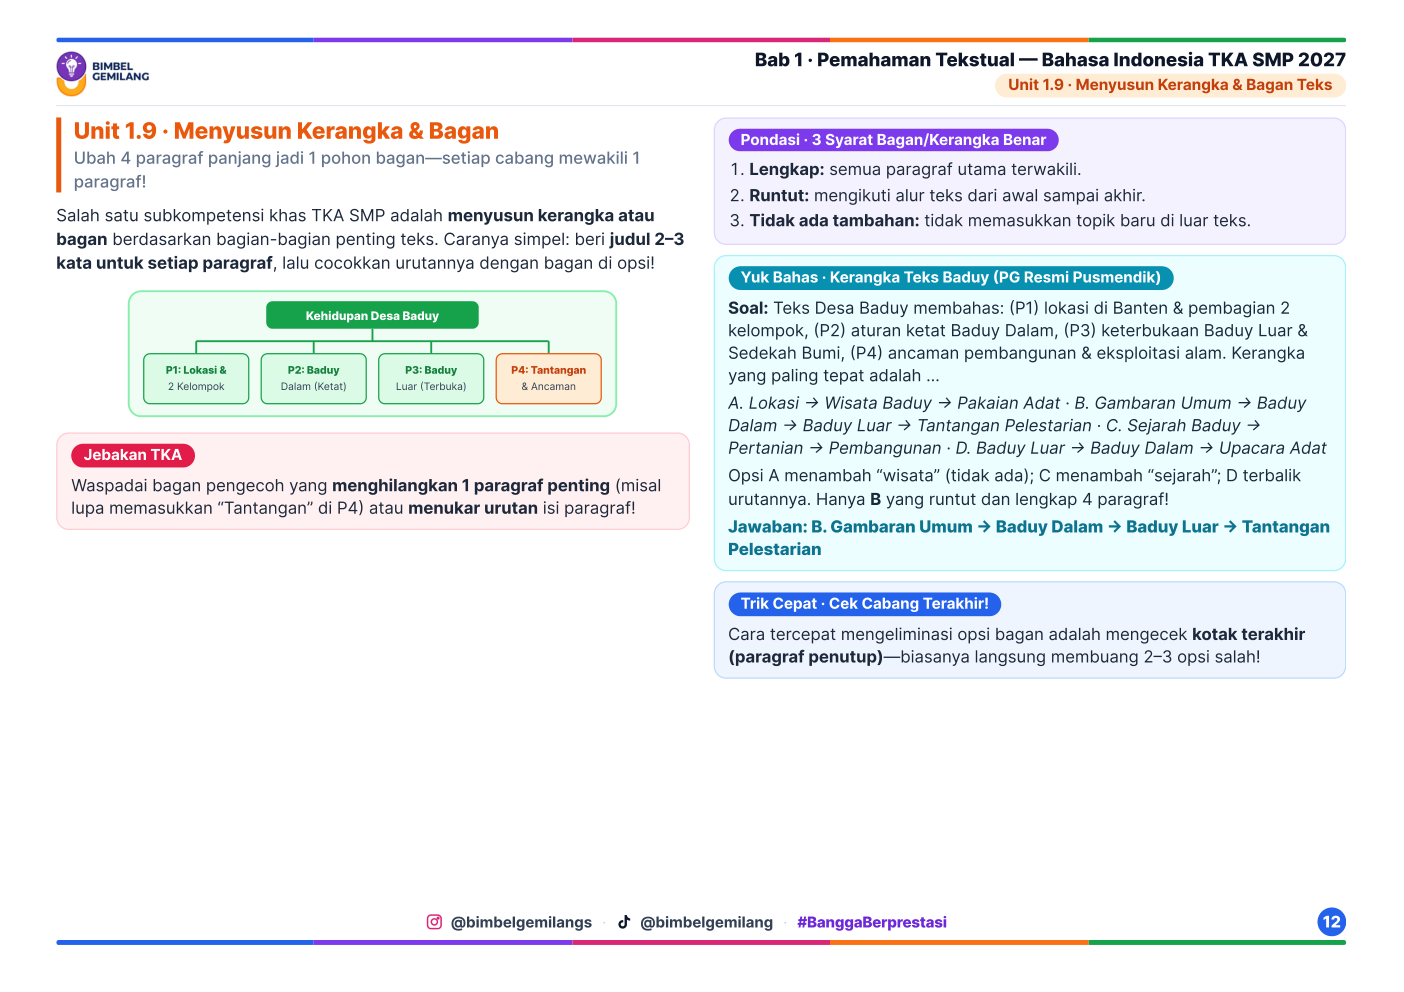 BIMBEL
GEMILANG
Bab 1 · Pemahaman Tekstual — Bahasa Indonesia TKA SMP 2027
Unit 1.9 · Menyusun Kerangka & Bagan Teks
Unit 1.9 · Menyusun Kerangka & Bagan
Ubah 4 paragraf panjang jadi 1 pohon bagan—setiap cabang mewakili 1
paragraf!
Salah satu subkompetensi khas TKA SMP adalah menyusun kerangka atau
bagan berdasarkan bagian-bagian penting teks. Caranya simpel: beri judul 2–3
kata untuk setiap paragraf, lalu cocokkan urutannya dengan bagan di opsi!
Kehidupan Desa Baduy
P1: Lokasi &
2 Kelompok
P2: Baduy
Dalam (Ketat)
P3: Baduy
Luar (Terbuka)
P4: Tantangan
& Ancaman
Jebakan TKA
Waspadai bagan pengecoh yang menghilangkan 1 paragraf penting (misal
lupa memasukkan “Tantangan” di P4) atau menukar urutan isi paragraf!
Pondasi · 3 Syarat Bagan/Kerangka Benar
1. Lengkap: semua paragraf utama terwakili.
2. Runtut: mengikuti alur teks dari awal sampai akhir.
3. Tidak ada tambahan: tidak memasukkan topik baru di luar teks.
Yuk Bahas · Kerangka Teks Baduy (PG Resmi Pusmendik)
Soal: Teks Desa Baduy membahas: (P1) lokasi di Banten & pembagian 2
kelompok, (P2) aturan ketat Baduy Dalam, (P3) keterbukaan Baduy Luar &
Sedekah Bumi, (P4) ancaman pembangunan & eksploitasi alam. Kerangka
yang paling tepat adalah ...
A. Lokasi → Wisata Baduy → Pakaian Adat · B. Gambaran Umum → Baduy
Dalam → Baduy Luar → Tantangan Pelestarian · C. Sejarah Baduy →
Pertanian → Pembangunan · D. Baduy Luar → Baduy Dalam → Upacara Adat
Opsi A menambah “wisata” (tidak ada); C menambah “sejarah”; D terbalik
urutannya. Hanya B yang runtut dan lengkap 4 paragraf!
Jawaban: B. Gambaran Umum → Baduy Dalam → Baduy Luar → Tantangan
Pelestarian
Trik Cepat · Cek Cabang Terakhir!
Cara tercepat mengeliminasi opsi bagan adalah mengecek kotak terakhir
(paragraf penutup)—biasanya langsung membuang 2–3 opsi salah!
@bimbelgemilangs · @bimbelgemilang · #BanggaBerprestasi
12